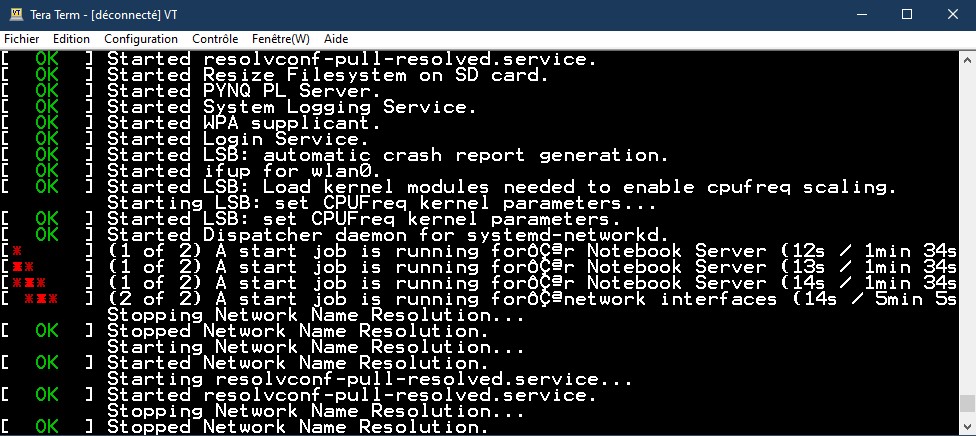 Tera Term - [déconnecté] VT
Fichier Edition Configuration Contrôle Fenêtre(W) Aide
[ OK ] Started resolvconf-pull-resolved.service.
[ OK ] Started Resize Filesystem on SD card.
[ OK ] Started PYNQ PL Server.
[ OK ] Started System Logging Service.
[ OK ] Started WPA supplicant.
[ OK ] Started Login Service.
[ OK ] Started LSB: automatic crash report generation.
[ OK ] Started ifup for wlan0.
[ OK ] Started LSB: Load kernel modules needed to enable cpufreq scaling.
Starting LSB: set CPUFreq kernel parameters...
[ OK ] Started LSB: set CPUFreq kernel parameters.
[ OK ] Started Dispatcher daemon for systemd-networkd.
[* ] (1 of 2) A start job is running forÔÇªr Notebook Server (12s / 1min 34s
[** ] (1 of 2) A start job is running forÔÇªr Notebook Server (13s / 1min 34s
[*** ] (1 of 2) A start job is running forÔÇªr Notebook Server (14s / 1min 34s
[ *** ] (2 of 2) A start job is running forÔÇªnetwork interfaces (14s / 5min 5s
Stopping Network Name Resolution...
[ OK ] Stopped Network Name Resolution.
Starting Network Name Resolution...
[ OK ] Started Network Name Resolution.
Starting resolvconf-pull-resolved.service...
[ OK ] Started resolvconf-pull-resolved.service.
Stopping Network Name Resolution...
[ OK ] Stopped Network Name Resolution.